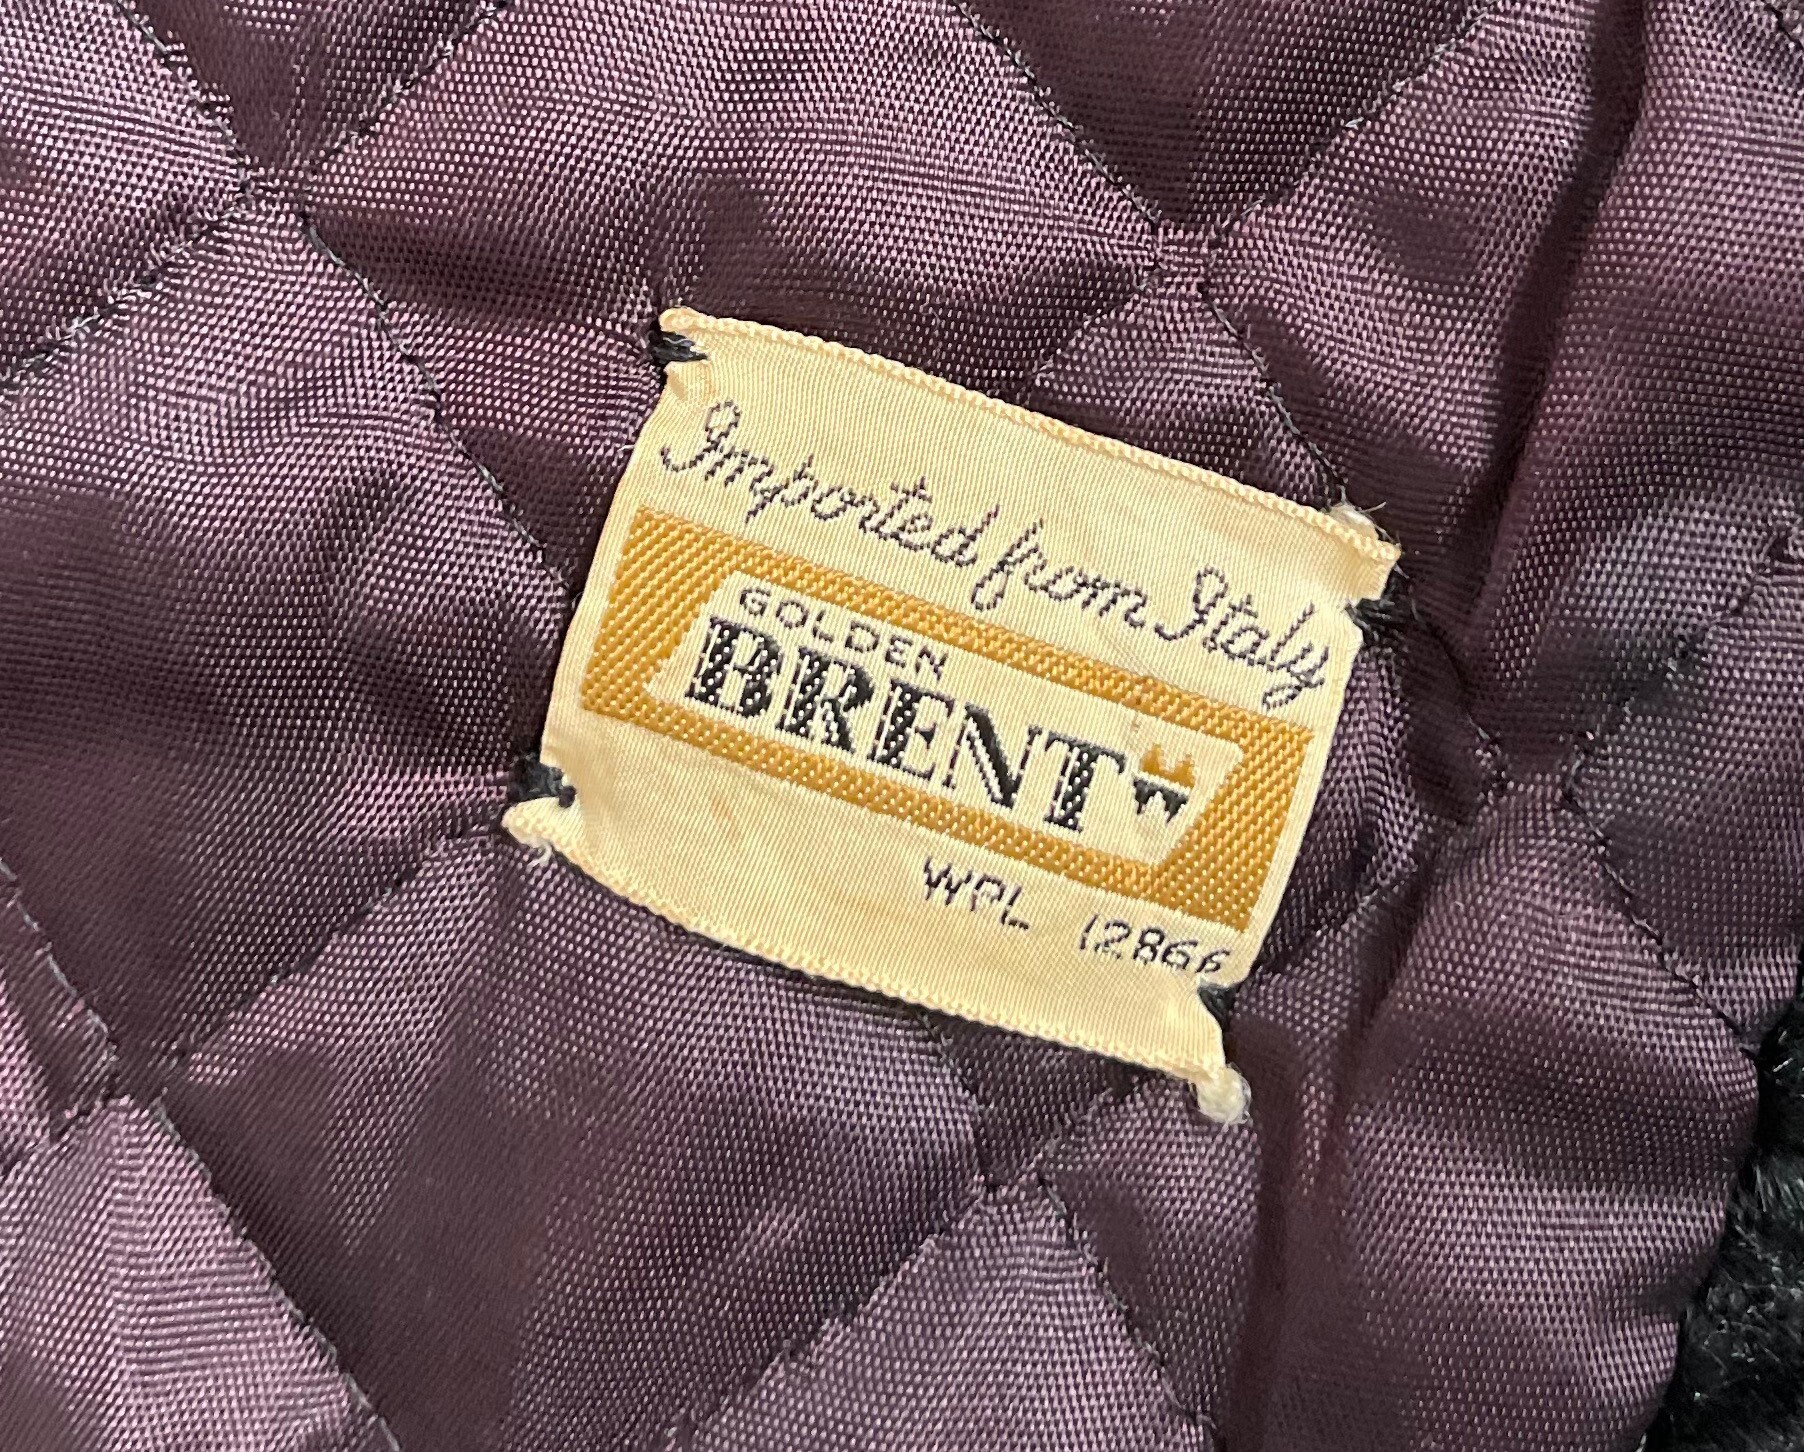 Imported from Italy
GOLDEN
BRENT
WPL 12866